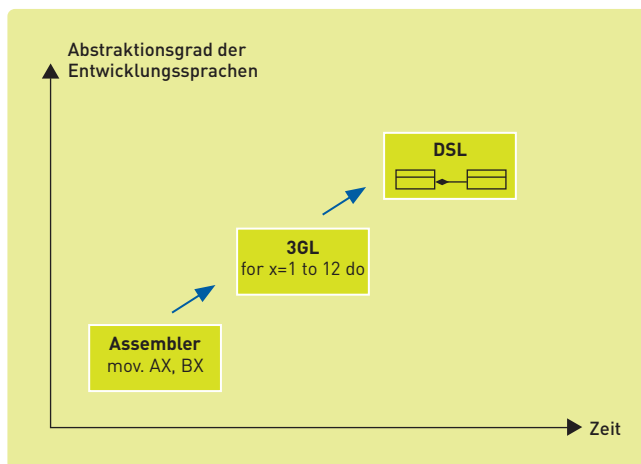 Abstraktionsgrad der
Entwicklungssprachen
DSL
3GL
for x=1 to 12 do
Assembler
mov. AX, BX
Zeit